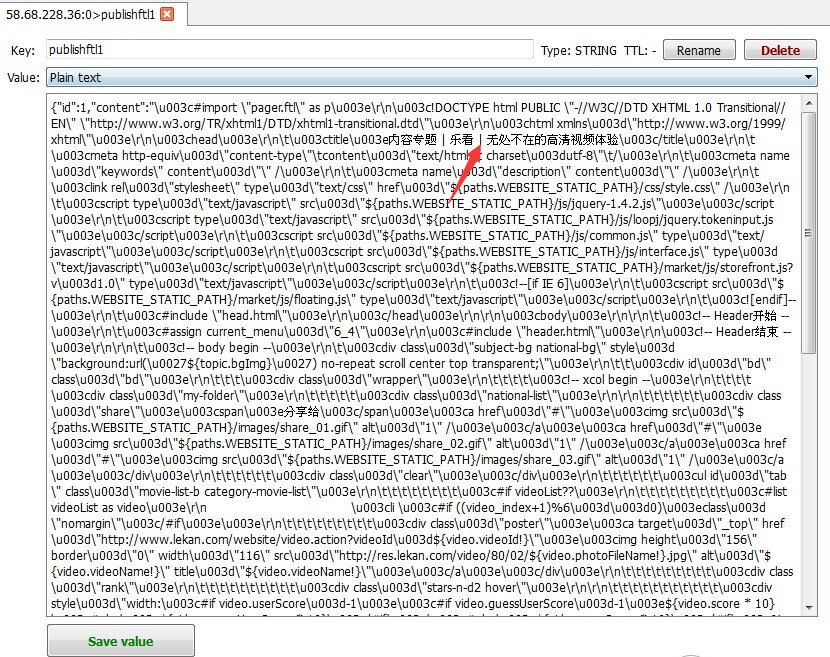 58.68.228.36:0>publishftl1
Key: publishftl1 Type: STRING TTL: - Rename Delete
Value: Plain text
{"id":1,"content":"\u003c#import \"pager.ftl\" as p\u003e\r\n\u003c!DOCTYPE html PUBLIC \"-//W3C//DTD XHTML 1.0 Transitional//
EN\" \"http://www.w3.org/TR/xhtml1/DTD/xhtml1-transitional.dtd\"\u003e\r\n\u003chtml xmlns\u003d\"http://www.w3.org/1999/
xhtml\"\u003e\r\n\u003chead\u003e\r\n\t\u003ctitle\u003e内容专题 | 乐看 | 无处不在的高清视频体验\u003c/title\u003e\r\n\t
\u003cmeta http-equiv\u003d\"content-type\"\tcontent\u003d\"text/html; charset\u003dutf-8\"\t/\u003e\r\n\t\u003cmeta name
\u003d\"keywords\" content\u003d\"\" /\u003e\r\n\t\u003cmeta name\u003d\"description\" content\u003d\"\" /\u003e\r\n\t
\u003clink rel\u003d\"stylesheet\" type\u003d\"text/css\" href\u003d\"${paths.WEBSITE_STATIC_PATH}/css/style.css\" /\u003e\r\n
\t\u003cscript type\u003d\"text/javascript\" src\u003d\"${paths.WEBSITE_STATIC_PATH}/js/jquery-1.4.2.js\"\u003e\u003c/script
\u003e\r\n\t\u003cscript type\u003d\"text/javascript\" src\u003d\"${paths.WEBSITE_STATIC_PATH}/js/loopj/jquery.tokeninput.js
\"\u003e\u003c/script\u003e\r\n\t\u003cscript src\u003d\"${paths.WEBSITE_STATIC_PATH}/js/common.js\" type\u003d\"text/
javascript\"\u003e\u003c/script\u003e\r\n\t\u003cscript src\u003d\"${paths.WEBSITE_STATIC_PATH}/js/interface.js\" type\u003d
\"text/javascript\"\u003e\u003c/script\u003e\r\n\t\u003cscript src\u003d\"${paths.WEBSITE_STATIC_PATH}/market/js/storefront.js?
v\u003d1.0\" type\u003d\"text/javascript\"\u003e\u003c/script\u003e\r\n\t\u003c!--[if IE 6]\u003e\r\n\t\u003cscript src\u003d\"$
{paths.WEBSITE_STATIC_PATH}/market/js/floating.js\" type\u003d\"text/javascript\"\u003e\u003c/script\u003e\r\n\t\u003c![endif]--
\u003e\r\n\t\u003c#include \"head.html\"\u003e\r\n\u003c/head\u003e\r\n\r\n\u003cbody\u003e\r\n\r\n\t\u003c!-- Header开始 --
\u003e\r\n\t\u003c#assign current_menu\u003d\"6_4\"\u003e\r\n\u003c#include \"header.html\"\u003e\r\n\u003c!-- Header结束 --
\u003e\r\n\r\n\t\u003c!-- body begin --\u003e\r\n\t\u003cdiv class\u003d\"subject-bg national-bg\" style\u003d
\"background:url(\u0027${topic.bgImg}\u0027) no-repeat scroll center top transparent;\"\u003e\r\n\t\t\u003cdiv id\u003d\"bd\"
class\u003d\"bd\"\u003e\r\n\t\t\t\u003cdiv class\u003d\"wrapper\"\u003e\r\n\t\t\t\t\u003c!-- xcol begin --\u003e\r\n\t\t\t\t
\u003cdiv class\u003d\"my-folder\"\u003e\r\n\t\t\t\t\t\u003cdiv class\u003d\"national-list\"\u003e\r\n\r\n\t\t\t\t\t\t\u003cdiv class
\u003d\"share\"\u003e\u003cspan\u003e分享给\u003c/span\u003e\u003ca href\u003d\"#\"\u003e\u003cimg src\u003d\"$
{paths.WEBSITE_STATIC_PATH}/images/share_01.gif\" alt\u003d\"1\" /\u003e\u003c/a\u003e\u003ca href\u003d\"#\"\u003e
\u003cimg src\u003d\"${paths.WEBSITE_STATIC_PATH}/images/share_02.gif\" alt\u003d\"1\" /\u003e\u003c/a\u003e\u003ca href
\u003d\"#\"\u003e\u003cimg src\u003d\"${paths.WEBSITE_STATIC_PATH}/images/share_03.gif\" alt\u003d\"1\" /\u003e\u003c/a
\u003e\u003c/div\u003e\r\n\t\t\t\t\t\t\u003cdiv class\u003d\"clear\"\u003e\u003c/div\u003e\r\n\t\t\t\t\t\t\u003cul id\u003d\"tab
\" class\u003d\"movie-list-b category-movie-list\"\u003e\r\n\t\t\t\t\t\t\t\u003c#if videoList??\u003e\r\n\t\t\t\t\t\t\t\u003c#list
videoList as video\u003e\r\n \u003cli \u003c#if ((video_index+1)%6\u003d\u003d0)\u003eclass\u003d
\"nomargin\"\u003c/#if\u003e\u003e\r\n\t\t\t\t\t\t\t\t\u003cdiv class\u003d\"poster\"\u003e\u003ca target\u003d\"_top\" href
\u003d\"http://www.lekan.com/website/video.action?videoId\u003d${video.videoId!}\"\u003e\u003cimg height\u003d\"156\"
border\u003d\"0\" width\u003d\"116\" src\u003d\"http://res.lekan.com/video/80/02/${video.photoFileName!}.jpg\" alt\u003d\"$
{video.videoName!}\" title\u003d\"${video.videoName!}\"\u003e\u003c/a\u003e\u003c/div\u003e\r\n\t\t\t\t\t\t\t\t\u003cdiv class
\u003d\"rank\"\u003e\r\n\t\t\t\t\t\t\t\t\t\u003cdiv class\u003d\"stars-n-d2 hover\"\u003e\r\n\t\t\t\t\t\t\t\t\t\t\u003cdiv
style\u003d\"width:\u003c#if video.userScore\u003d-1\u003e\u003c#if video.guessUserScore\u003d-1\u003e${video.score * 10}
Save value